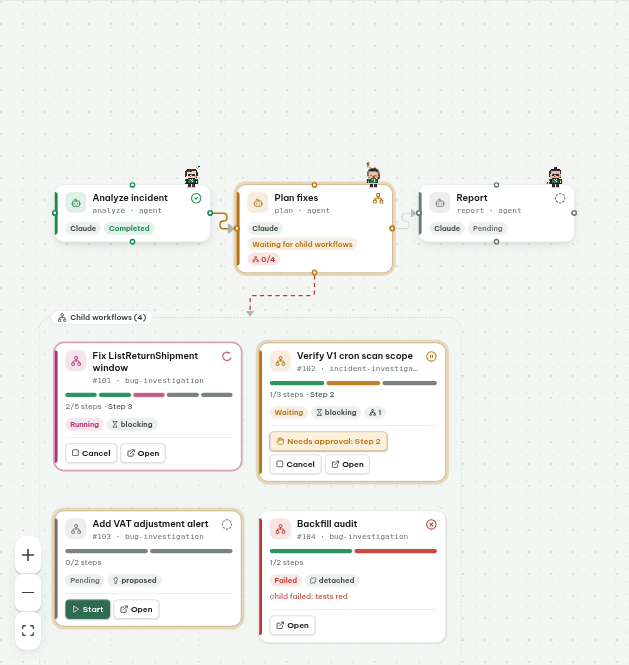 Analyze incident
analyze · agent
Claude Completed
Plan fixes
plan · agent
Claude
Waiting for child workflows
0/4
Report
report · agent
Claude Pending
Child workflows (4)
Fix ListReturnShipment
window
#101 · bug-investigation
2/5 steps · Step 3
Running blocking
Cancel Open
Verify V1 cron scan scope
#102 · incident-investiga…
1/3 steps · Step 2
Waiting blocking 1
Needs approval: Step 2
Cancel Open
Add VAT adjustment alert
#103 · bug-investigation
0/2 steps
Pending proposed
Start Open
Backfill audit
#104 · bug-investigation
1/2 steps
Failed detached
child failed: tests red
Open